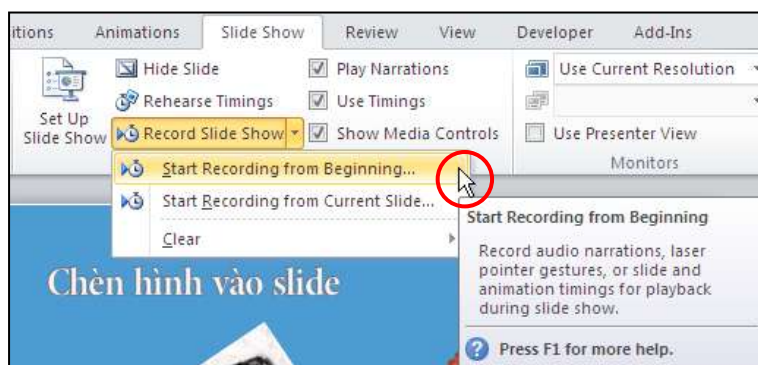 itions Animations Slide Show Review View Developer Add-Ins
Hide Slide Play Narrations Use Current Resolution
Rehearse Timings Use Timings
Set Up
Slide Show
Record Slide Show Show Media Controls Use Presenter View
Monitors
Start Recording from Beginning...
Start Recording from Current Slide...
Clear
Start Recording from Beginning
Record audio narrations, laser
pointer gestures, or slide and
animation timings for playback
during slide show.
Press F1 for more help.
Chèn hình vào slide